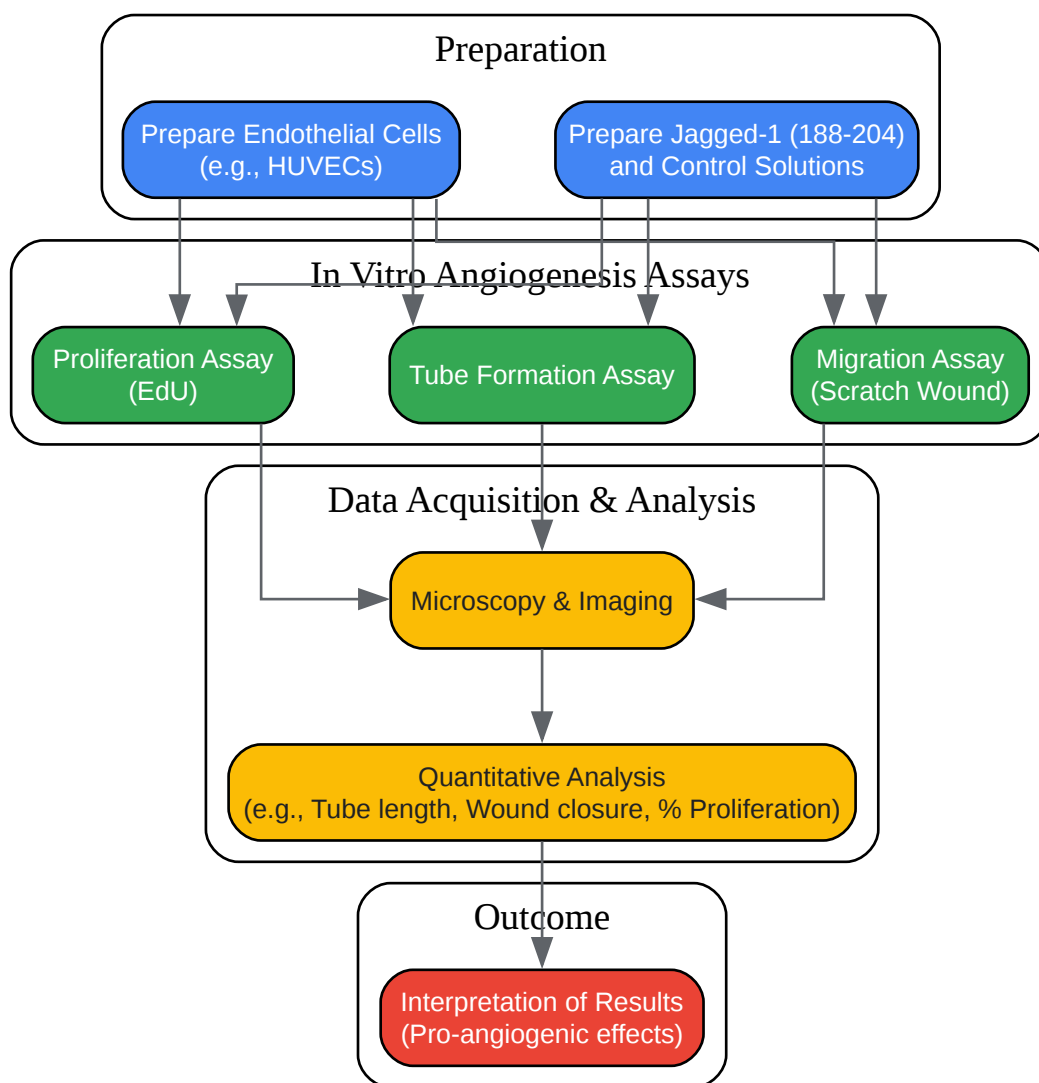 Preparation
Prepare Endothelial Cells
(e.g., HUVECs)
Prepare Jagged-1 (188-204)
and Control Solutions
In Vitro Angiogenesis Assays
Proliferation Assay
(EdU)
Tube Formation Assay
Migration Assay
(Scratch Wound)
Data Acquisition & Analysis
Microscopy & Imaging
Quantitative Analysis
(e.g., Tube length, Wound closure, % Proliferation)
Outcome
Interpretation of Results
(Pro-angiogenic effects)